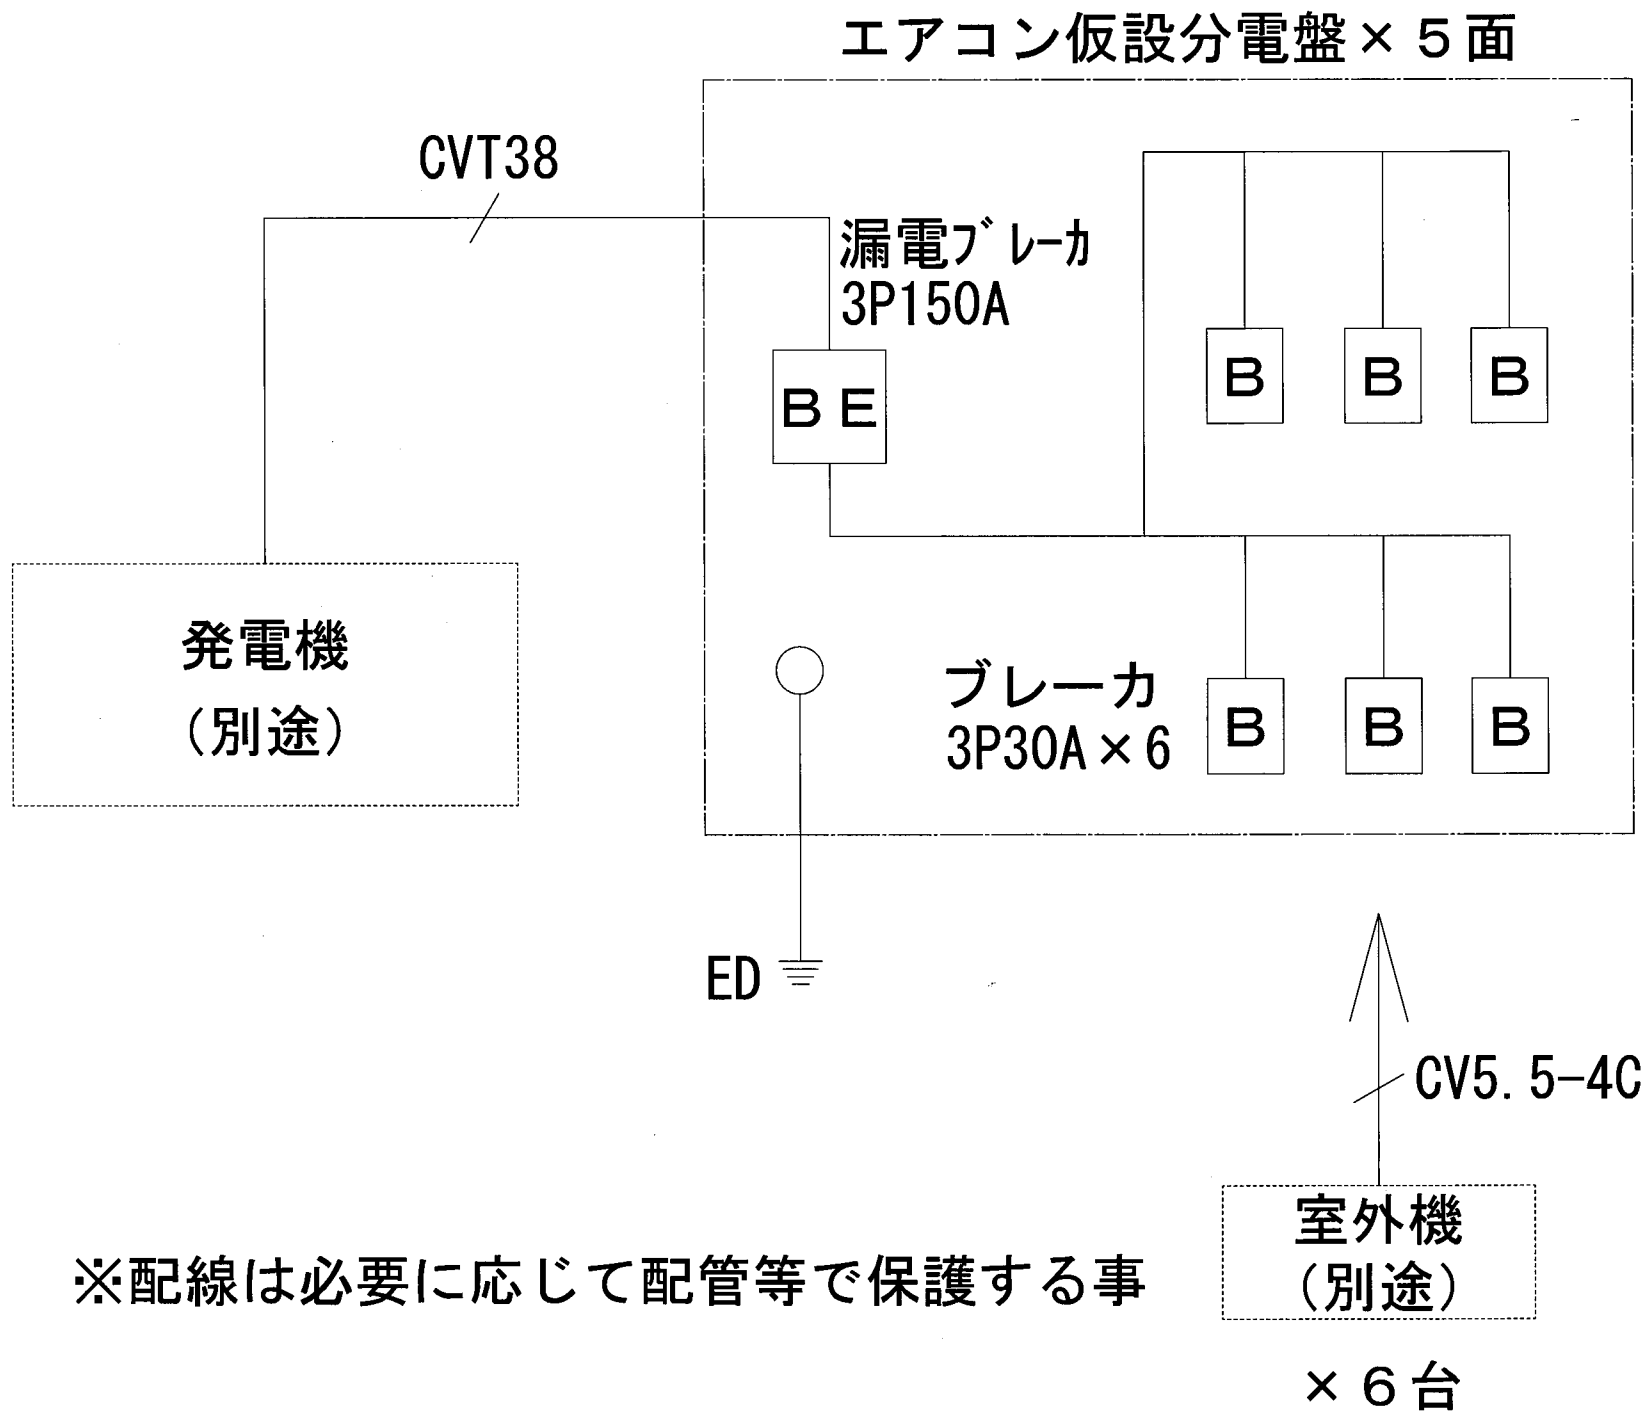 エアコン仮設分電盤×５面
CVT38
漏電ﾌﾞﾚｰｶ
3P150A
ＢＥ
Ｂ
Ｂ
Ｂ
発電機
(別途)
ブレーカ
3P30A×6
Ｂ
Ｂ
Ｂ
ED
CV5.5-4C
室外機
(別途)
×６台
※配線は必要に応じて配管等で保護する事